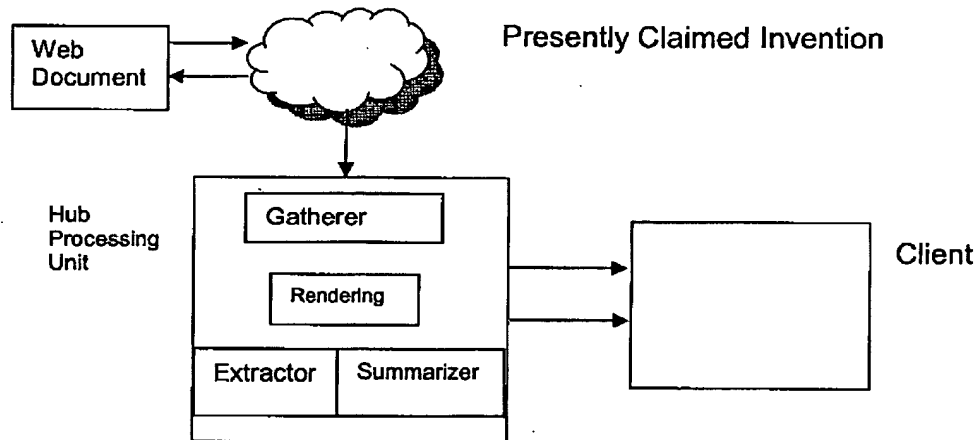 Presently Claimed Invention
Web
Document
Hub
Processing
Unit
Gatherer
Rendering
Extractor
Summarizer
Client